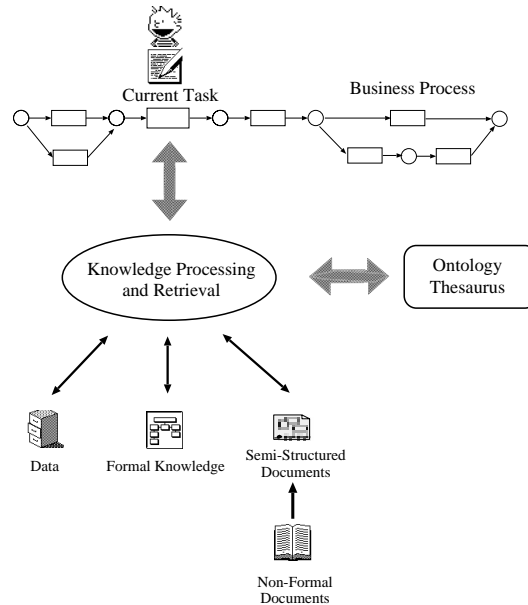 Current Task
Business Process
Knowledge Processing
and Retrieval
Ontology
Thesaurus
Data
Formal Knowledge
Semi-Structured
Documents
Non-Formal
Documents